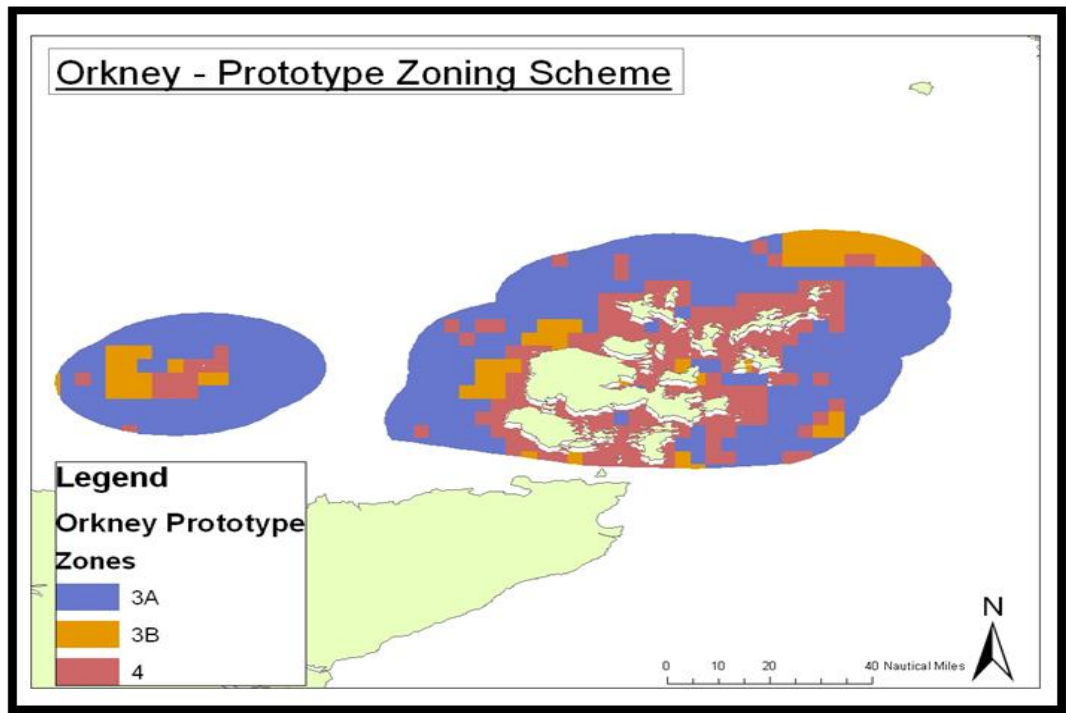 Orkney - Prototype Zoning Scheme
Legend
Orkney Prototype
Zones
3A
3B
4
N
0 10 20 40 Nautical Miles